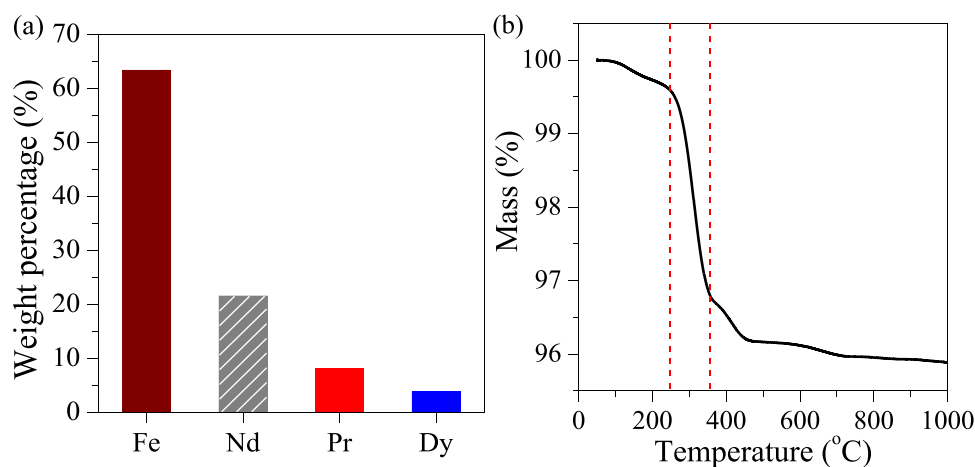 (a)
Weight percentage (%)
70
60
50
40
30
20
10
0
Fe Nd Pr Dy
(b)
Mass (%)
100
99
98
97
96
0 200 400 600 800 1000
Temperature (°C)